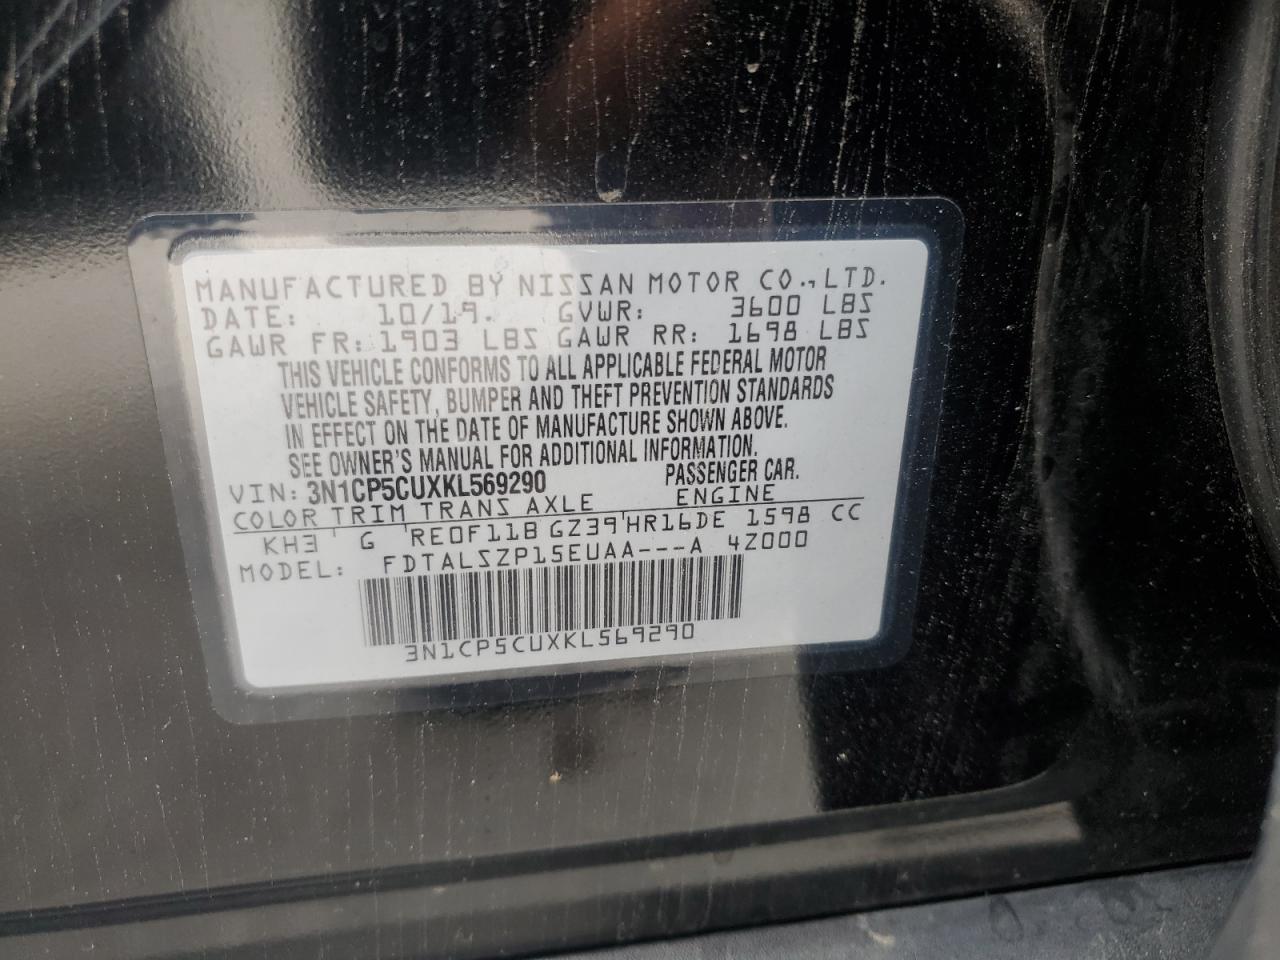 MANUFACTURED BY NISSAN MOTOR CO., LTD.
DATE: 10/19. GVWR: 3600 LBS
GAWR FR: 1903 LBS GAWR RR: 1698 LBS
THIS VEHICLE CONFORMS TO ALL APPLICABLE FEDERAL MOTOR
VEHICLE SAFETY, BUMPER AND THEFT PREVENTION STANDARDS
IN EFFECT ON THE DATE OF MANUFACTURE SHOWN ABOVE.
SEE OWNER'S MANUAL FOR ADDITIONAL INFORMATION.
VIN: 3N1CP5CUXKL569290 PASSENGER CAR.
COLOR TRIM TRANS AXLE ENGINE
KH3 G RE0F11B GZ39 HR16DE 1598 CC
MODEL: FDTALSZP15EUAA---A 4Z000
3N1CP5CUXKL569290